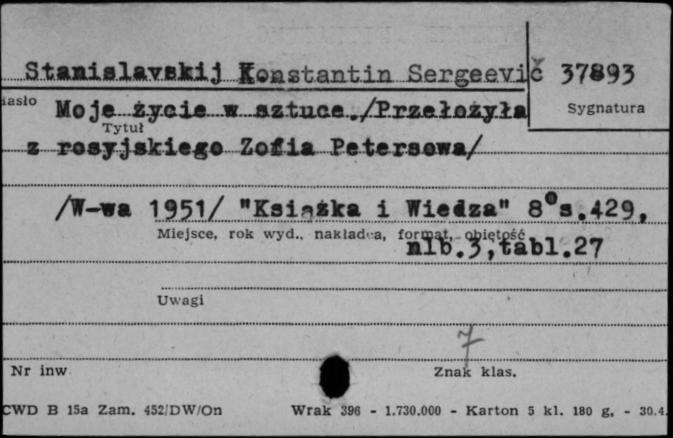 Stanislavskij Konstantin Sergeevič 37893
iasło Moje życie w sztuce./Przełożyła Sygnatura
Tytuł
z rosyjskiego Zofia Petersowa/
/W-wa 1951/ "Książka i Wiedza" 8° s.429,
Miejsce, rok wyd., nakładca, format, objętość
nlb.3,tabl.27
Uwagi
7
Nr inw. Znak klas.
CWD B 15a Zam. 452/DW/On Wrak 396 - 1.730.000 - Karton 5 kl. 180 g, - 30.4.